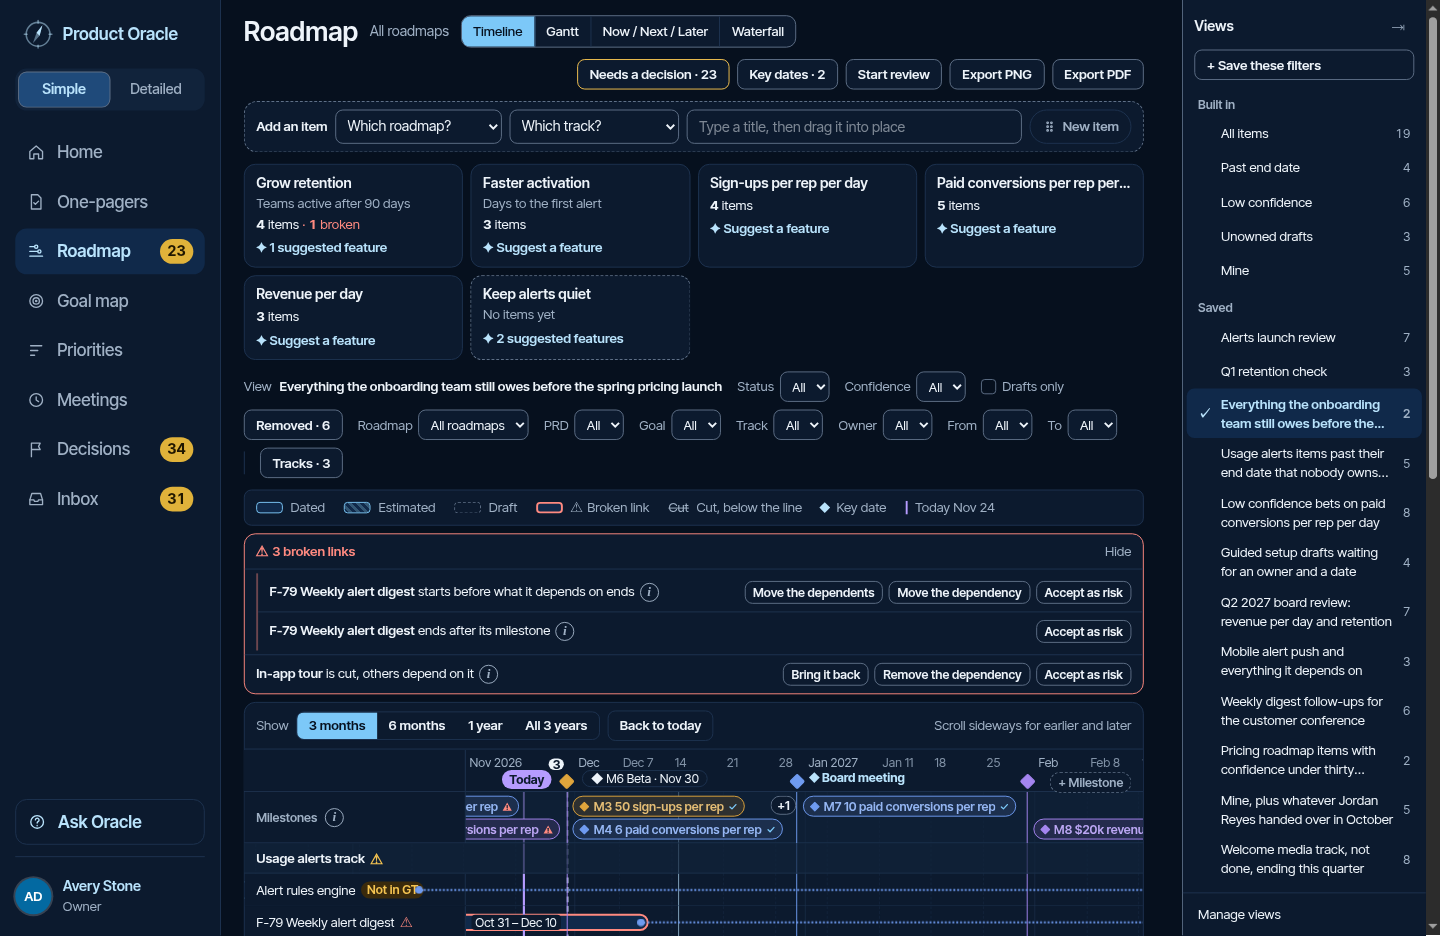 Product Oracle
Simple
Detailed
Home
One-pagers
Roadmap
23
Goal map
Priorities
Meetings
Decisions
34
Inbox
31
Ask Oracle
AD
Avery Stone
Owner
Roadmap
All roadmaps
Timeline
Gantt
Now / Next / Later
Waterfall
Needs a decision · 23
Key dates · 2
Start review
Export PNG
Export PDF
Add an item
Which roadmap?
Which track?
Type a title, then drag it into place
New item
Grow retention
Teams active after 90 days
4 items · 1 broken
✦ 1 suggested feature
Faster activation
Days to the first alert
3 items
✦ Suggest a feature
Sign-ups per rep per day
4 items
✦ Suggest a feature
Paid conversions per rep per...
5 items
✦ Suggest a feature
Revenue per day
3 items
✦ Suggest a feature
Keep alerts quiet
No items yet
✦ 2 suggested features
View Everything the onboarding team still owes before the spring pricing launch
Status All
Confidence All
Drafts only
Removed · 6
Roadmap All roadmaps
PRD All
Goal All
Track All
Owner All
From All
To All
Tracks · 3
Dated
Estimated
Draft
⚠ Broken link
Cut Cut, below the line
Key date
Today Nov 24
⚠ 3 broken links
Hide
F-79 Weekly alert digest starts before what it depends on ends
Move the dependents
Move the dependency
Accept as risk
F-79 Weekly alert digest ends after its milestone
Accept as risk
In-app tour is cut, others depend on it
Bring it back
Remove the dependency
Accept as risk
Show
3 months
6 months
1 year
All 3 years
Back to today
Scroll sideways for earlier and later
Nov 2026
3
Dec
Dec 7
14
21
28
Jan 2027
Jan 11
18
25
Feb
Feb 8
Today
M6 Beta · Nov 30
Board meeting
+ Milestone
Milestones
er rep
M3 50 sign-ups per rep ✓
+1
M7 10 paid conversions per rep ✓
sions per rep
M4 6 paid conversions per rep ✓
M8 $20k revenu
Usage alerts track ⚠
Alert rules engine
Not in GT
F-79 Weekly alert digest ⚠
Oct 31 – Dec 10
Views
+ Save these filters
Built in
All items 19
Past end date 4
Low confidence 6
Unowned drafts 3
Mine 5
Saved
Alerts launch review 7
Q1 retention check 3
✓ Everything the onboarding
team still owes before the... 2
Usage alerts items past their
end date that nobody owns... 5
Low confidence bets on paid
conversions per rep per day 8
Guided setup drafts waiting
for an owner and a date 4
Q2 2027 board review:
revenue per day and retention 7
Mobile alert push and
everything it depends on 3
Weekly digest follow-ups for
the customer conference 6
Pricing roadmap items with
confidence under thirty... 2
Mine, plus whatever Jordan
Reyes handed over in October 5
Welcome media track, not
done, ending this quarter 8
Manage views